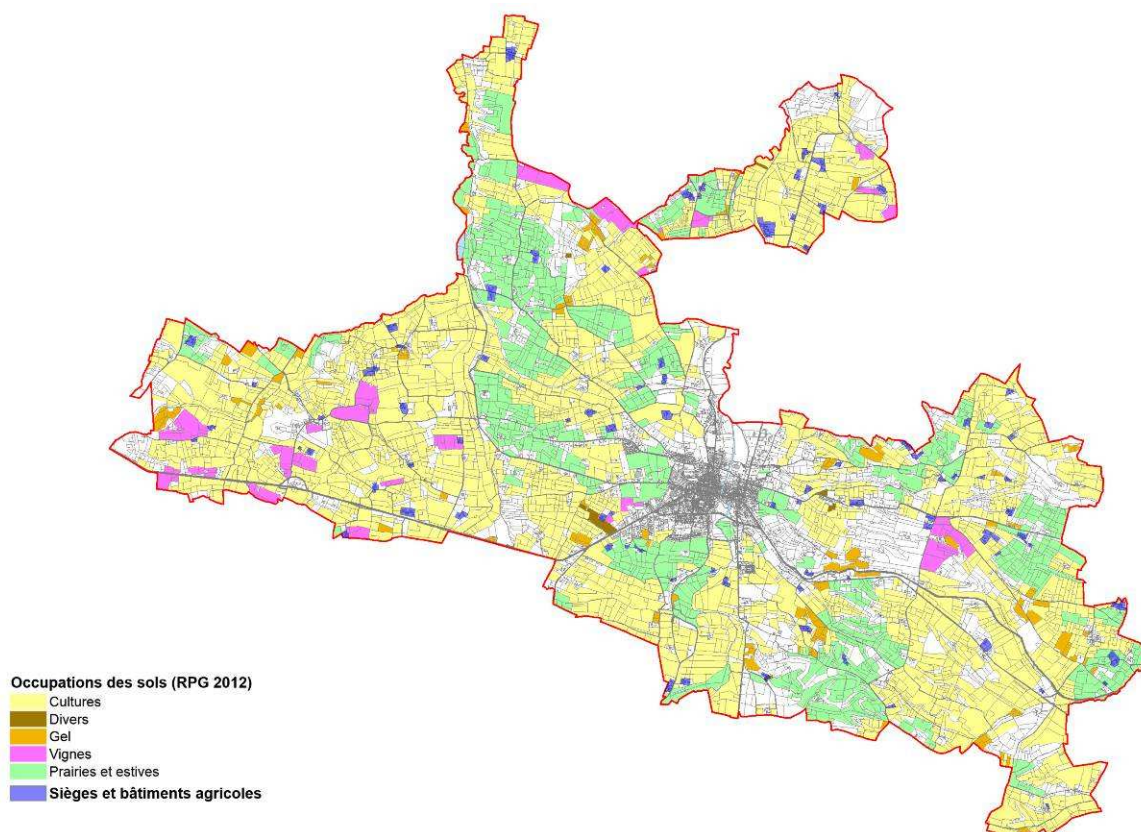 Occupations des sols (RPG 2012)
Cultures
Divers
Gel
Vignes
Prairies et estives
Sièges et bâtiments agricoles